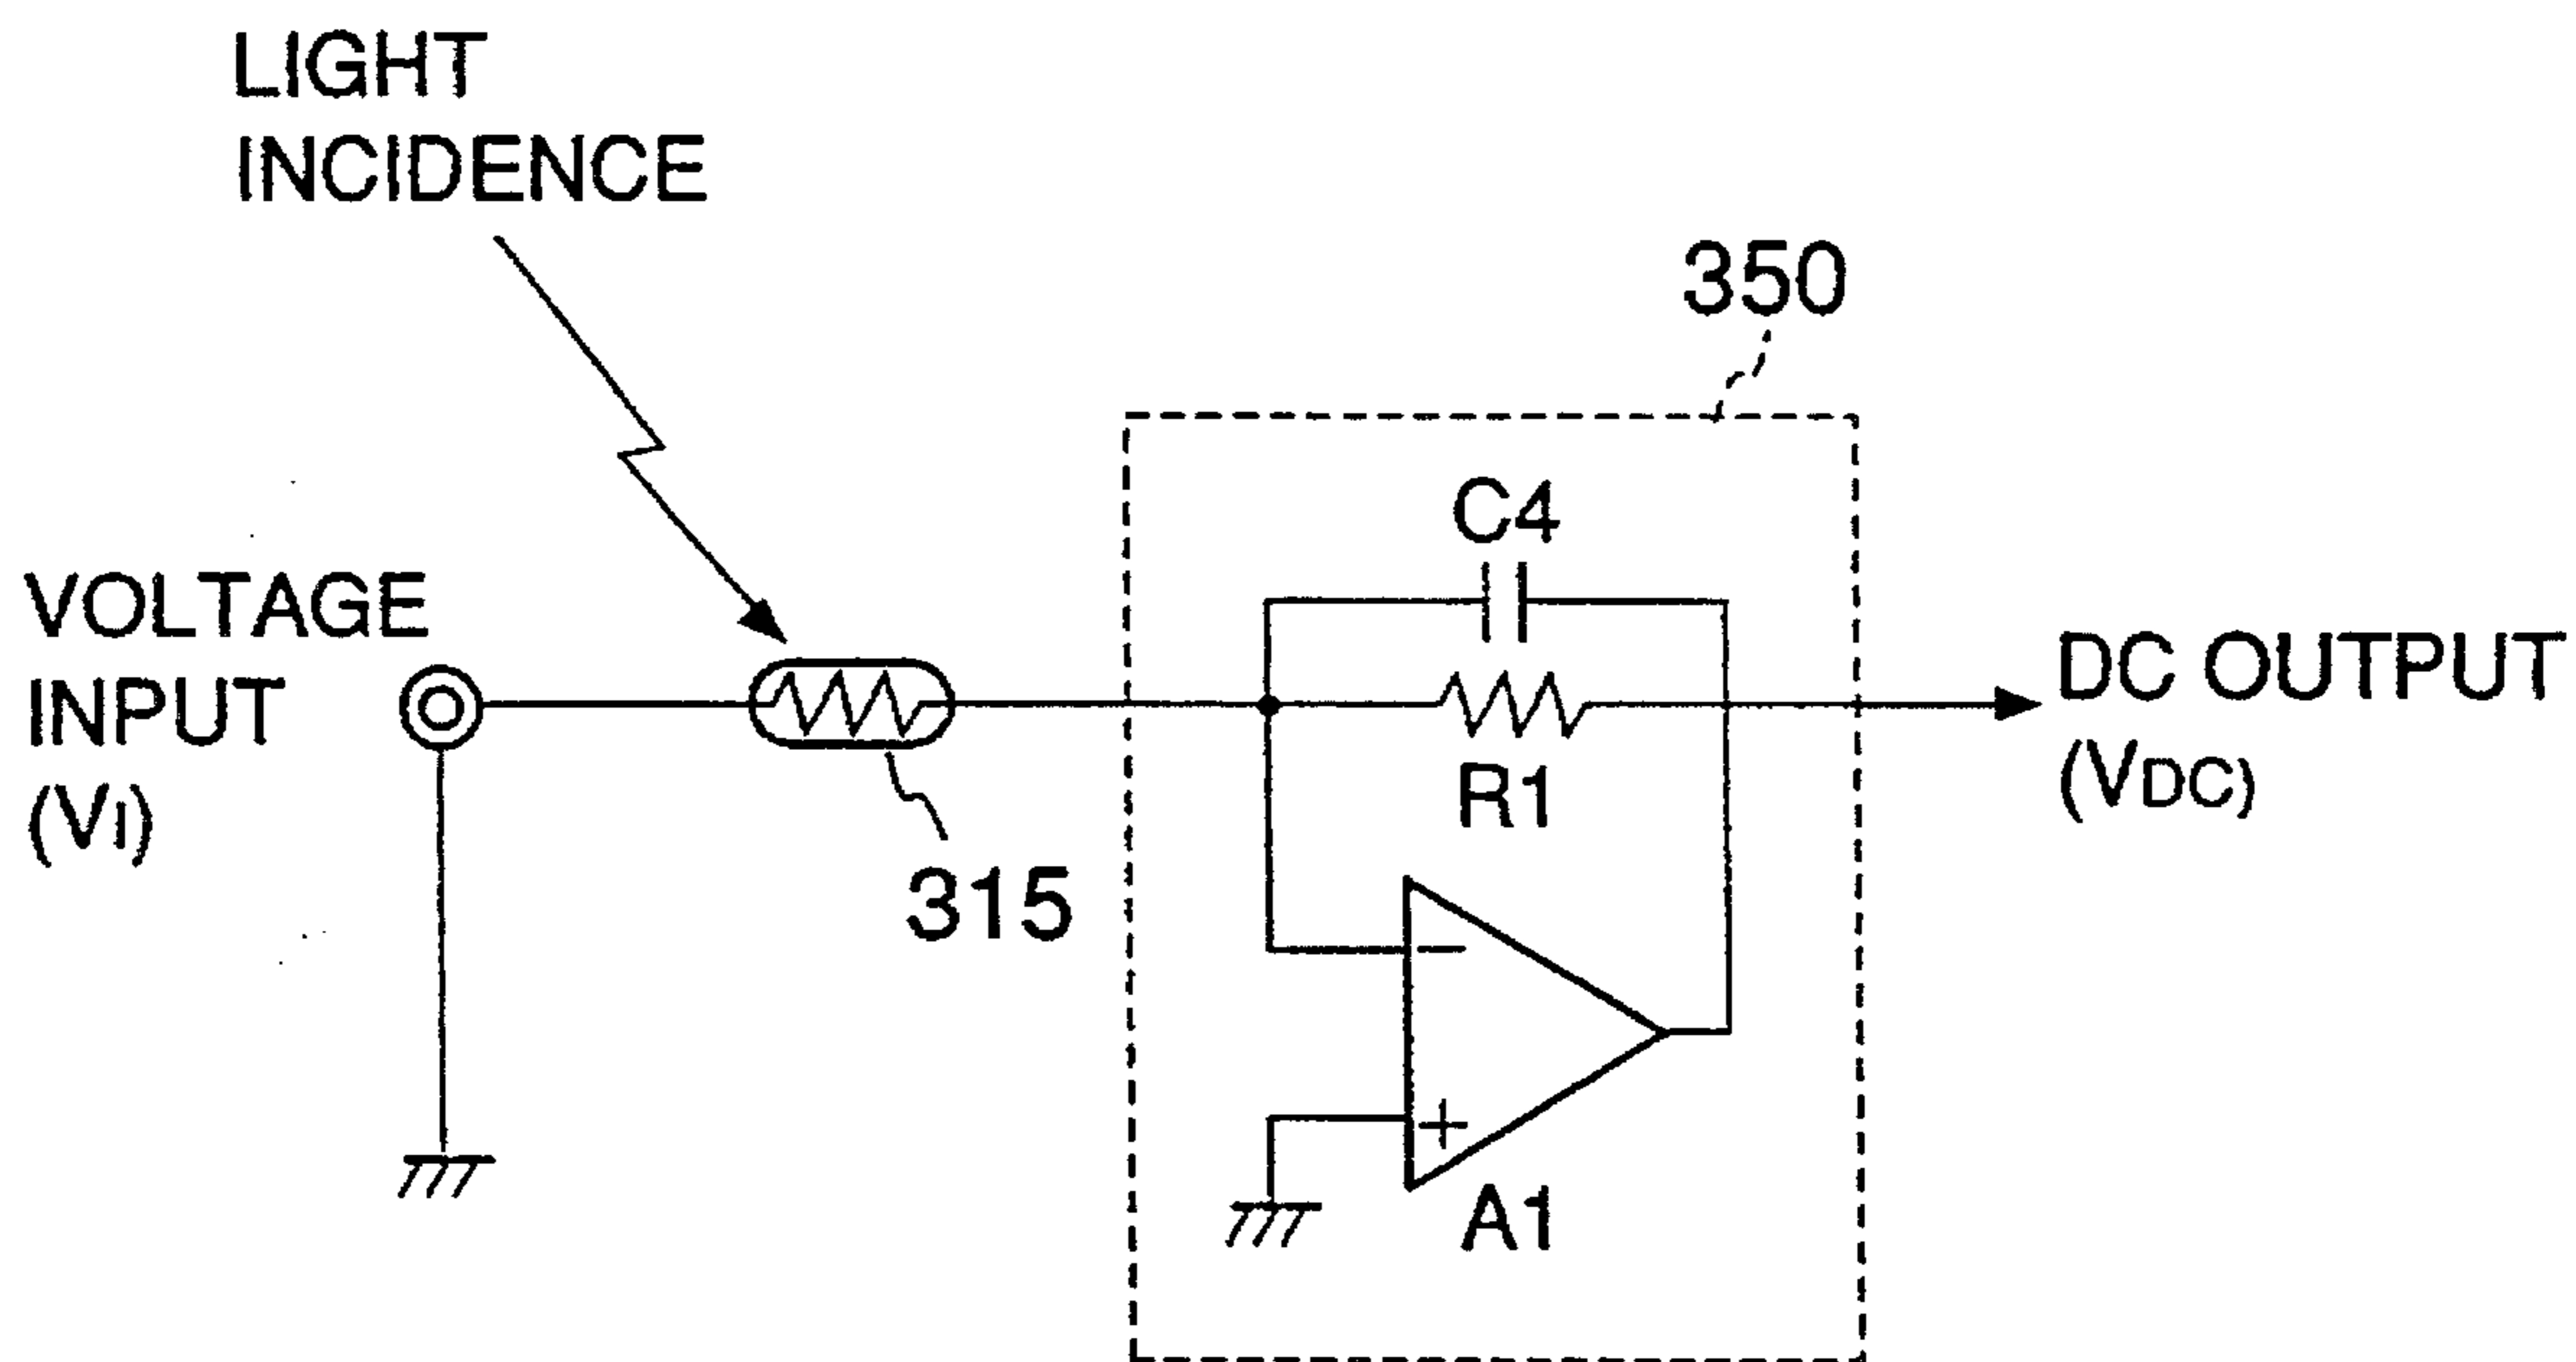 LIGHT
INCIDENCE
350
C4
VOLTAGE
INPUT
(VI)
DC OUTPUT
(VDC)
R1
315
−
+
A1